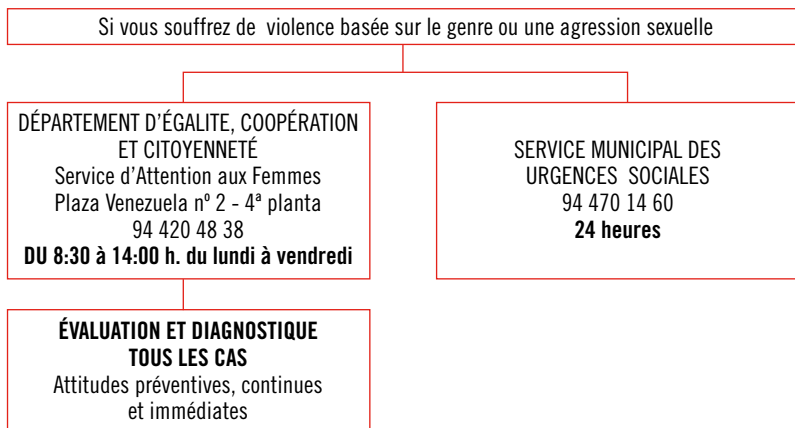 Si vous souffrez de violence basée sur le genre ou une agression sexuelle
DÉPARTEMENT D'ÉGALITE, COOPÉRATION
ET CITOYENNETÉ
Service d'Attention aux Femmes
Plaza Venezuela nº 2 - 4ª planta
94 420 48 38
DU 8:30 à 14:00 h. du lundi à vendredi
SERVICE MUNICIPAL DES
URGENCES SOCIALES
94 470 14 60
24 heures
ÉVALUATION ET DIAGNOSTIQUE
TOUS LES CAS
Attitudes préventives, continues
et immédiates